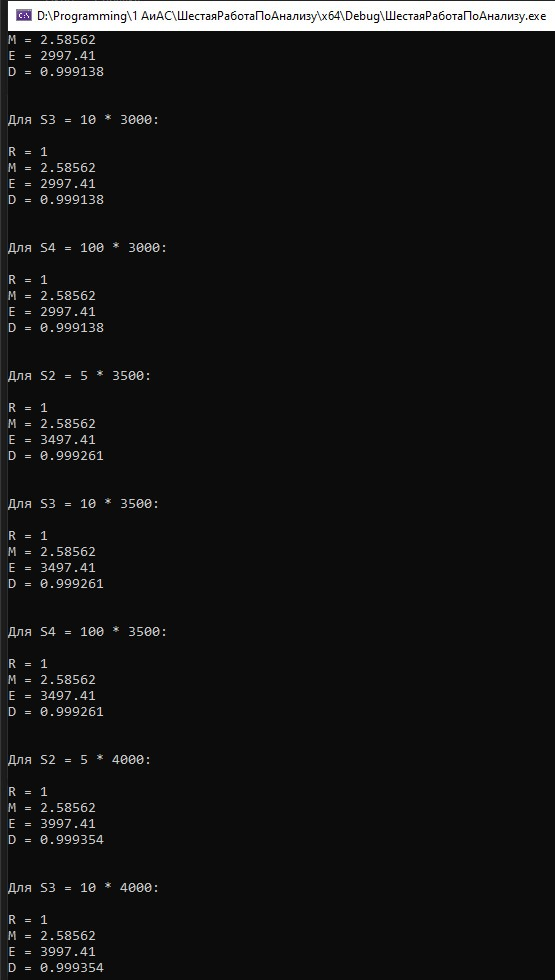 D:\Programming\1 АиАС\ШестаяРаботаПоАнализу\x64\Debug\ШестаяРаботаПоАнализу.exe
M = 2.58562
E = 2997.41
D = 0.999138
Для S3 = 10 * 3000:
R = 1
M = 2.58562
E = 2997.41
D = 0.999138
Для S4 = 100 * 3000:
R = 1
M = 2.58562
E = 2997.41
D = 0.999138
Для S2 = 5 * 3500:
R = 1
M = 2.58562
E = 3497.41
D = 0.999261
Для S3 = 10 * 3500:
R = 1
M = 2.58562
E = 3497.41
D = 0.999261
Для S4 = 100 * 3500:
R = 1
M = 2.58562
E = 3497.41
D = 0.999261
Для S2 = 5 * 4000:
R = 1
M = 2.58562
E = 3997.41
D = 0.999354
Для S3 = 10 * 4000:
R = 1
M = 2.58562
E = 3997.41
D = 0.999354